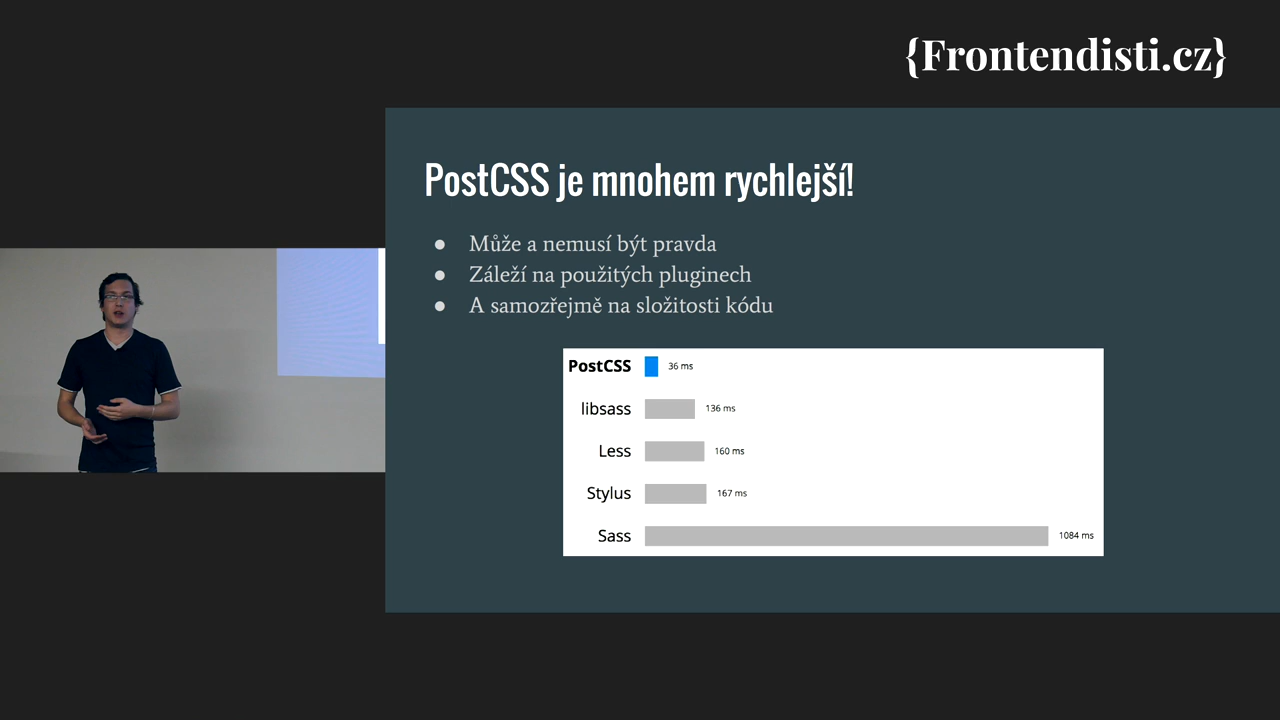 {Frontendisti.cz}
PostCSS je mnohem rychlejší!
● Může a nemusí být pravda
● Záleží na použitých pluginech
● A samozřejmě na složitosti kódu
PostCSS 36 ms
libsass 136 ms
Less 160 ms
Stylus 167 ms
Sass 1084 ms